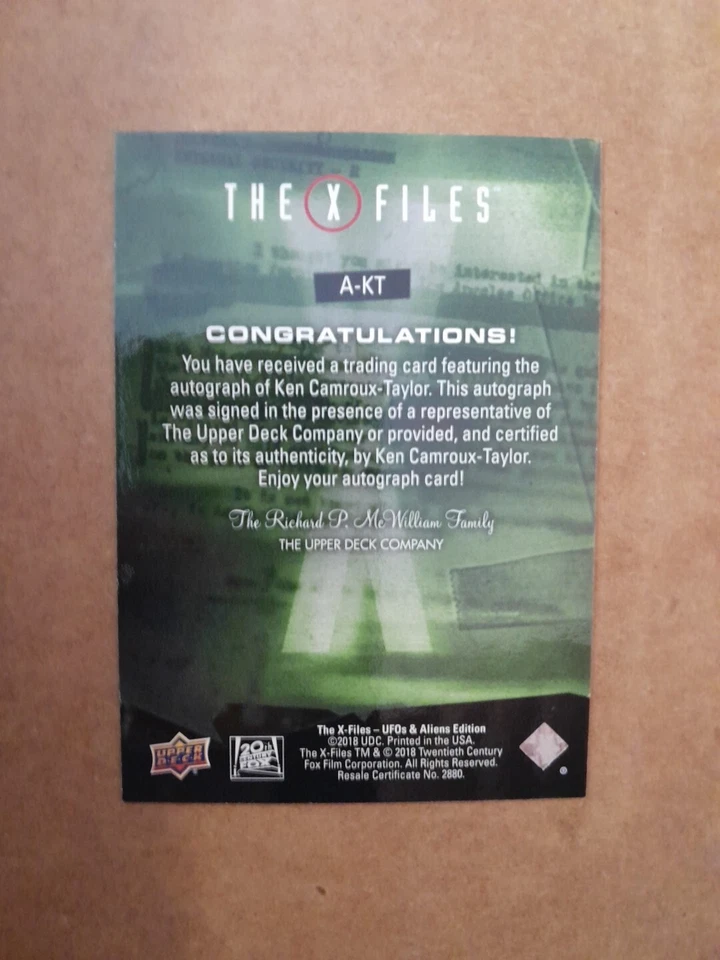 THE X FILES™
A-KT
CONGRATULATIONS!
You have received a trading card featuring the
autograph of Ken Camroux-Taylor. This autograph
was signed in the presence of a representative of
The Upper Deck Company or provided, and certified
as to its authenticity, by Ken Camroux-Taylor.
Enjoy your autograph card!
The Richard P. McWilliam Family
THE UPPER DECK COMPANY
The X-Files – UFOs & Aliens Edition
©2018 UDC. Printed in the USA.
The X-Files TM & © 2018 Twentieth Century
Fox Film Corporation. All Rights Reserved.
Resale Certificate No. 2880.
UPPER
DECK
20th
CENTURY
FOX